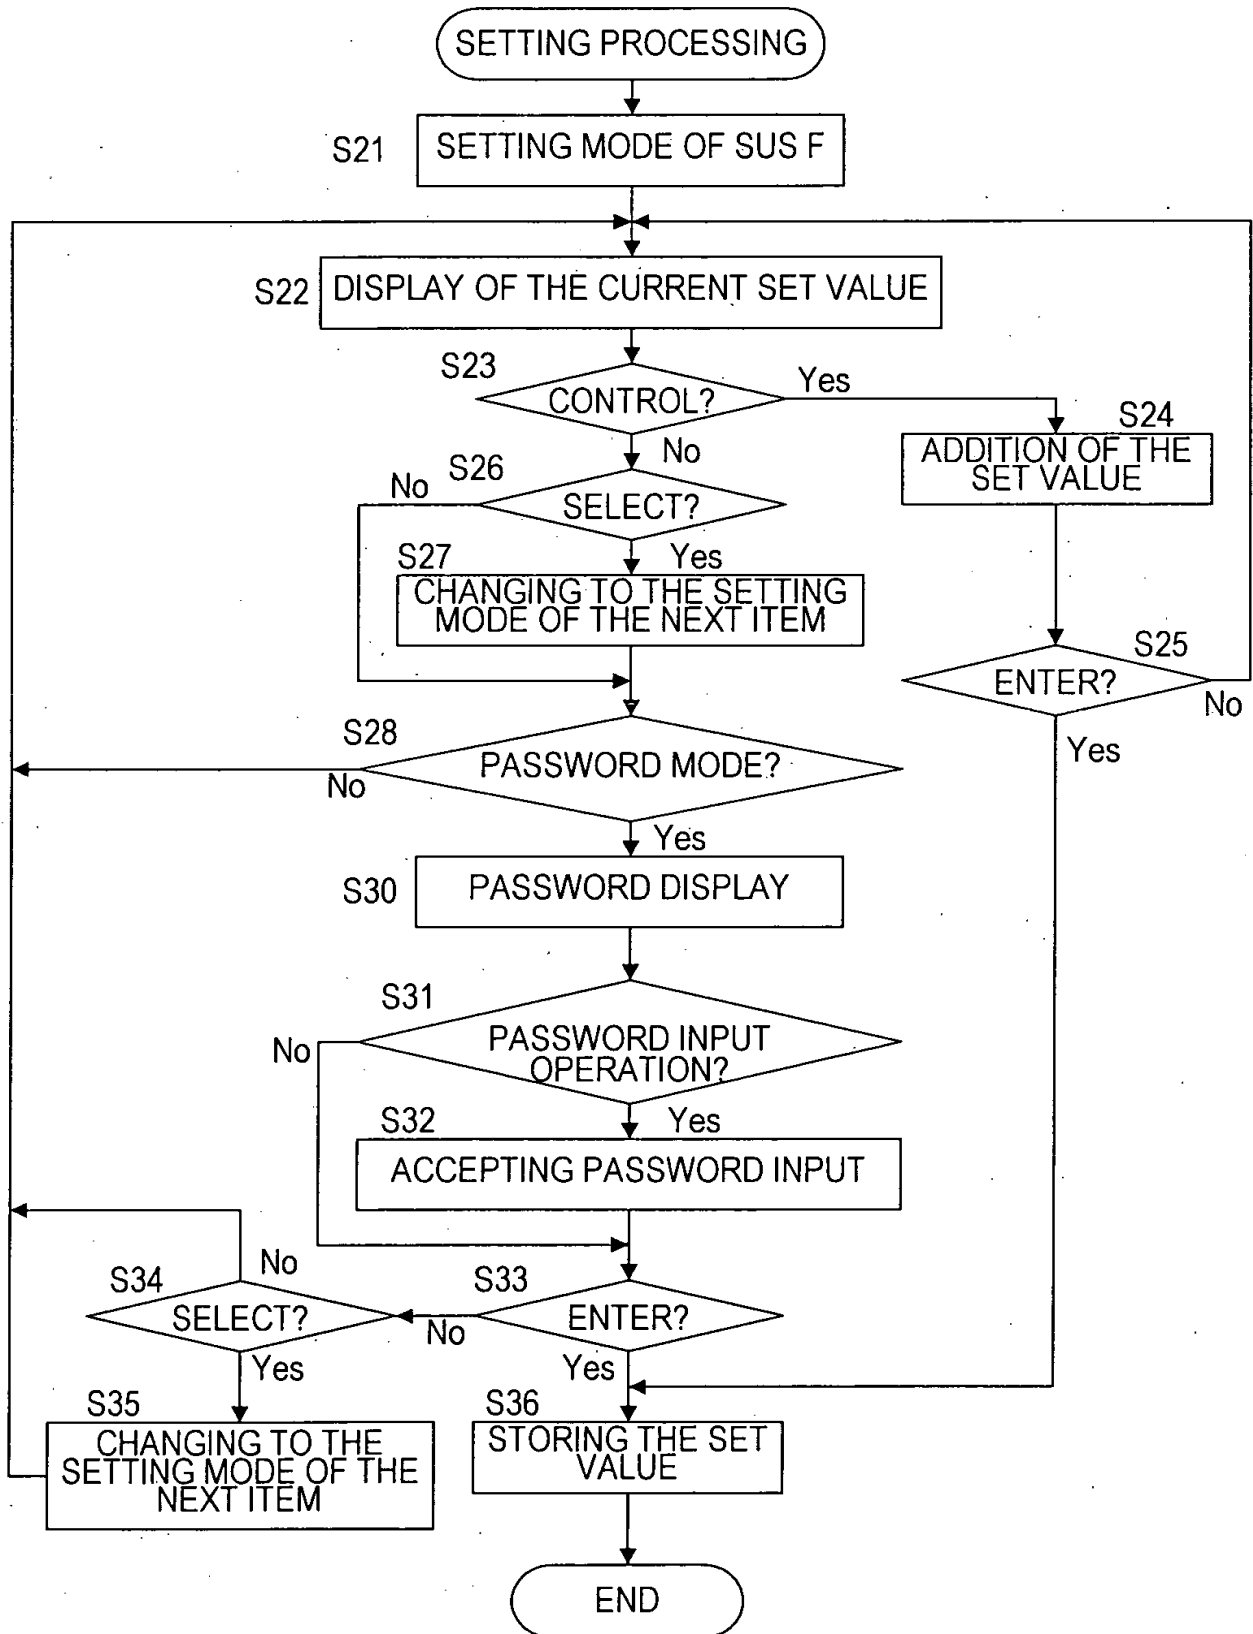 SETTING PROCESSING
S21
SETTING MODE OF SUS F
S22
DISPLAY OF THE CURRENT SET VALUE
S23
CONTROL?
Yes
No
S24
ADDITION OF THE
SET VALUE
S26
No
SELECT?
Yes
S27
CHANGING TO THE SETTING
MODE OF THE NEXT ITEM
S25
ENTER?
No
Yes
S28
PASSWORD MODE?
No
Yes
S30
PASSWORD DISPLAY
S31
PASSWORD INPUT
OPERATION?
No
Yes
S32
ACCEPTING PASSWORD INPUT
S33
ENTER?
No
Yes
S34
No
SELECT?
Yes
S35
CHANGING TO THE
SETTING MODE OF THE
NEXT ITEM
S36
STORING THE SET
VALUE
END